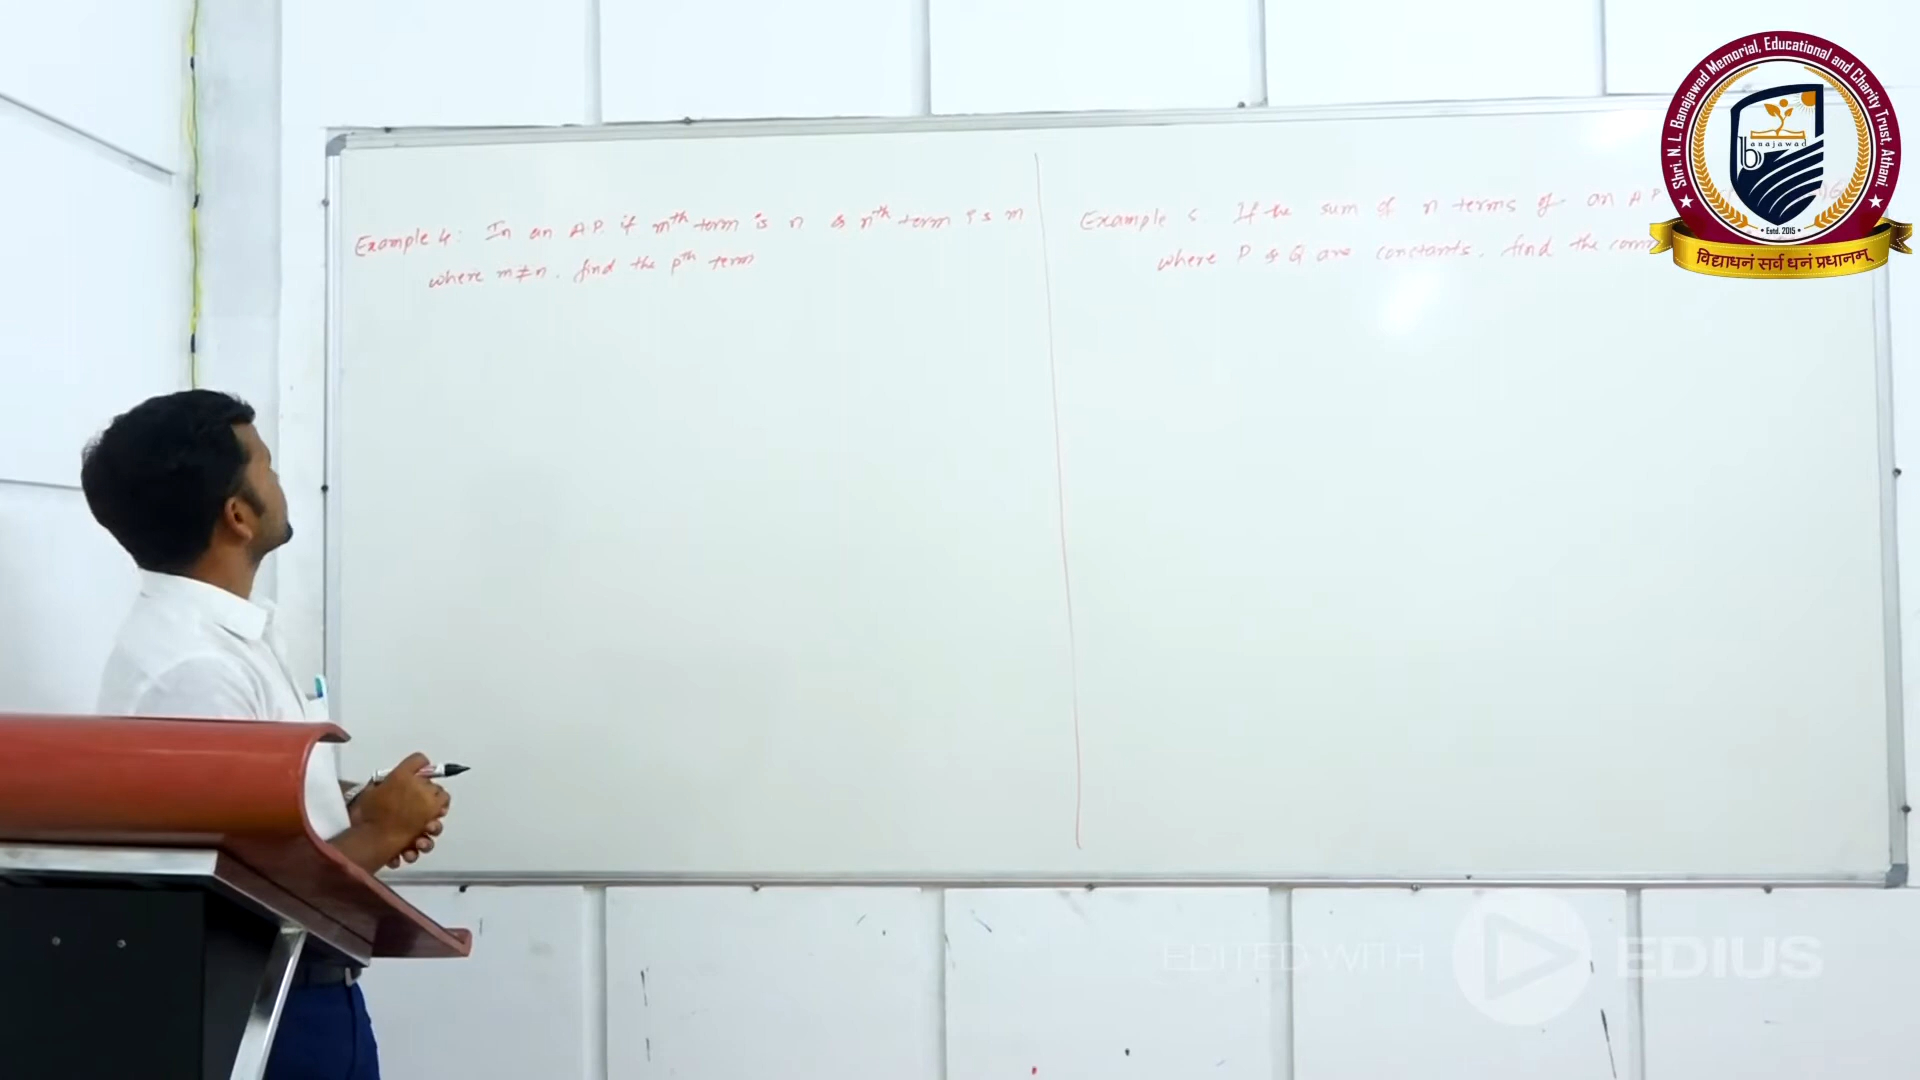 Example 4: In an A.P. if mth term is n & nth term is m
where m≠n, find the pth term
Example 5. If the sum of n terms of an AP
where P & Q are constants, find the com
Shri. N. L. Banajawad Memorial, Educational and Charity Trust, Athani.
banajawad
Estd. 2015
विद्याधनं सर्व धनं प्रधानम्
EDITED WITH EDIUS